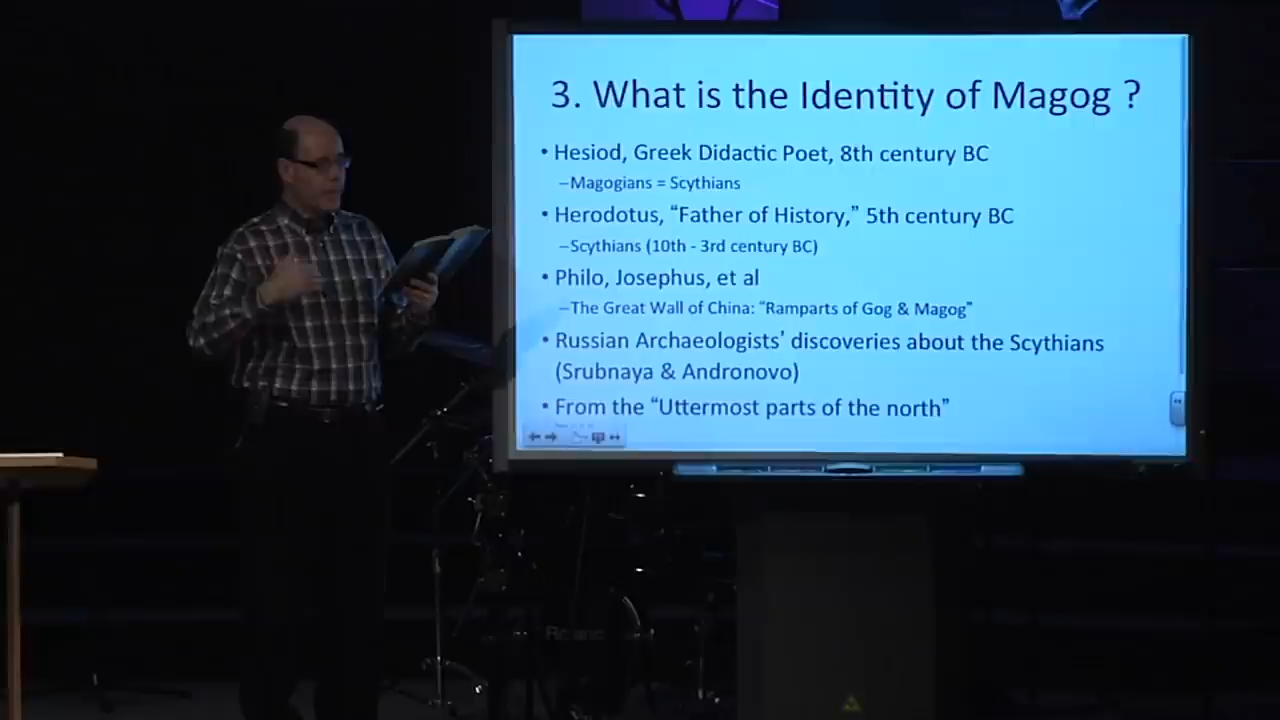 3. What is the Identity of Magog ?
• Hesiod, Greek Didactic Poet, 8th century BC
–Magogians = Scythians
• Herodotus, “Father of History,” 5th century BC
–Scythians (10th - 3rd century BC)
• Philo, Josephus, et al
–The Great Wall of China: “Ramparts of Gog & Magog”
• Russian Archaeologists’ discoveries about the Scythians
(Srubnaya & Andronovo)
• From the “Uttermost parts of the north”
Roland